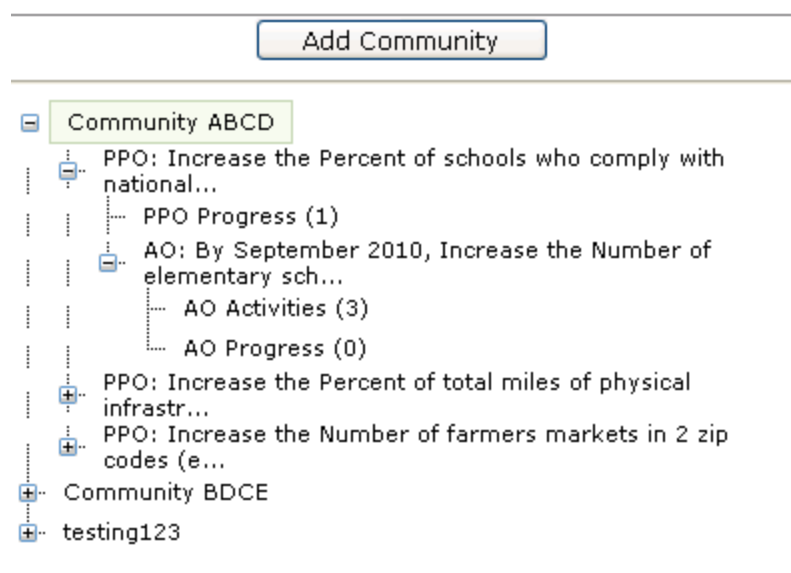 Add Community
Community ABCD
PPO: Increase the Percent of schools who comply with
national...
PPO Progress (1)
AO: By September 2010, Increase the Number of
elementary sch...
AO Activities (3)
AO Progress (0)
PPO: Increase the Percent of total miles of physical
infrastr...
PPO: Increase the Number of farmers markets in 2 zip
codes (e...
Community BDCE
testing123